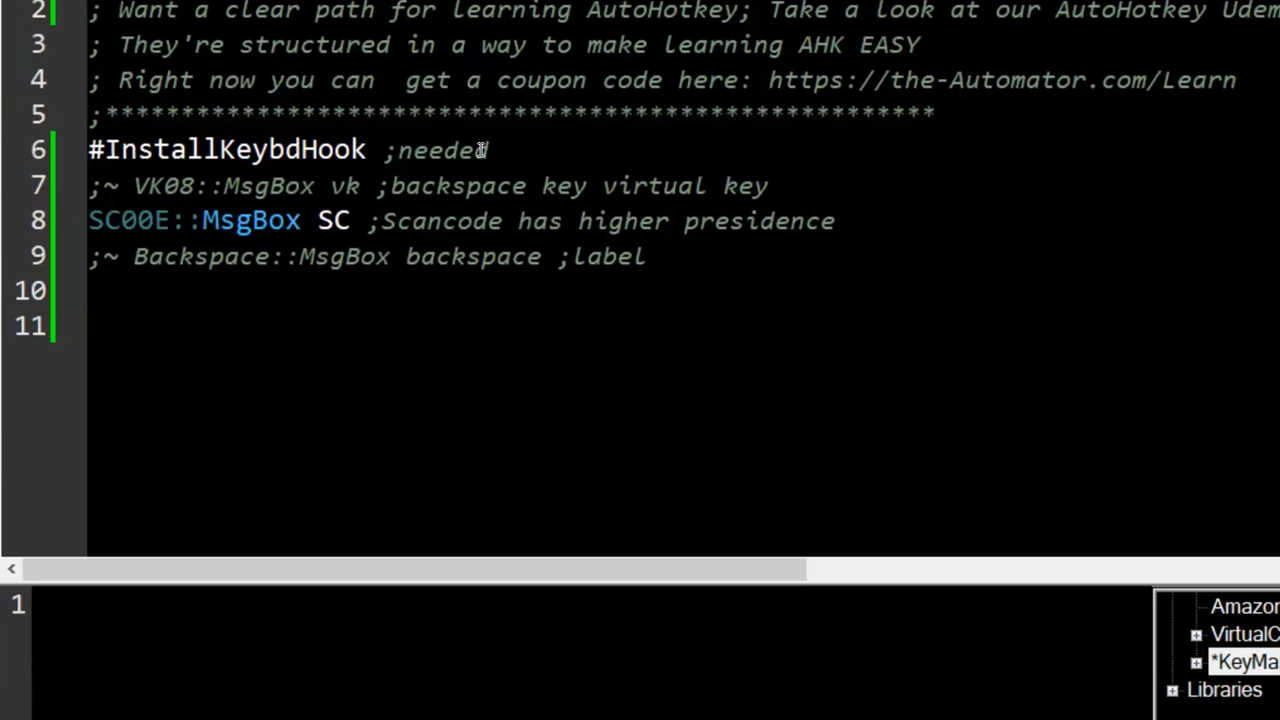 2 ; Want a clear path for learning AutoHotkey; Take a look at our AutoHotkey
3 ; They're structured in a way to make learning AHK EASY
4 ; Right now you can  get a coupon code here: https://the-Automator.com/Learn
5 ;*******************************************************
6 #InstallKeybdHook ;needed
7 ;~ VK08::MsgBox vk ;backspace key virtual key
8 SC00E::MsgBox SC ;Scancode has higher presidence
9 ;~ Backspace::MsgBox backspace ;label
10
11
1
Amazon
VirtualC
*KeyMa
Libraries